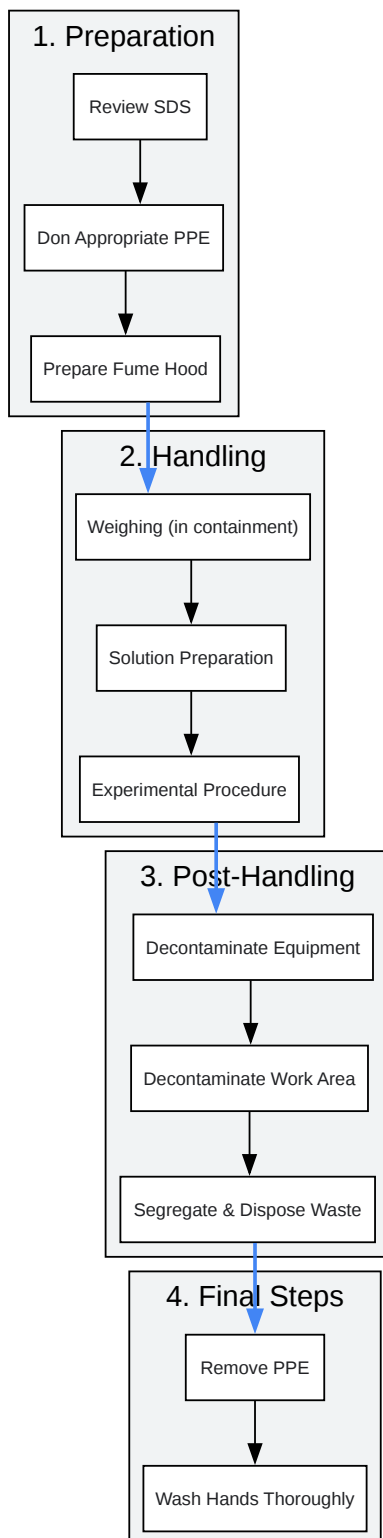 1. Preparation
Review SDS
Don Appropriate PPE
Prepare Fume Hood
2. Handling
Weighing (in containment)
Solution Preparation
Experimental Procedure
3. Post-Handling
Decontaminate Equipment
Decontaminate Work Area
Segregate & Dispose Waste
4. Final Steps
Remove PPE
Wash Hands Thoroughly